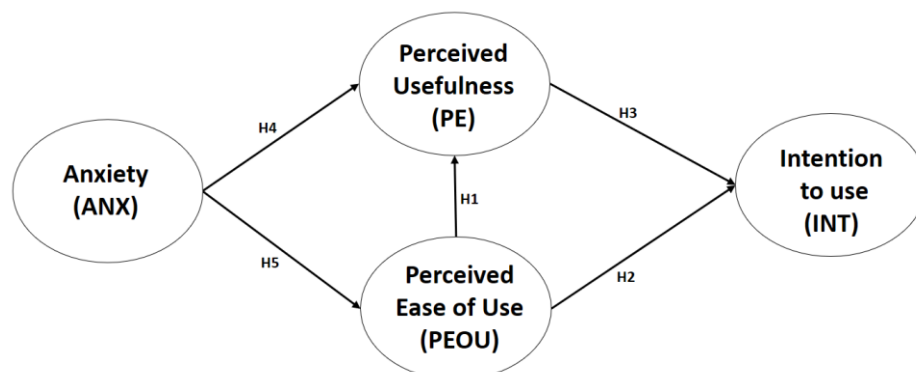 Perceived
Usefulness
(PE)
H4
H3
Anxiety
(ANX)
H1
Intention
to use
(INT)
H5
H2
Perceived
Ease of Use
(PEOU)